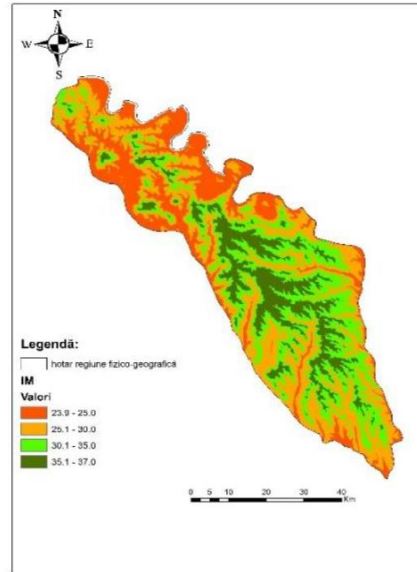 N
W E
S
Legendă:
hotar regiune fizico-geografică
IM
Valori
23.9 - 25.0
25.1 - 30.0
30.1 - 35.0
35.1 - 37.0
0 5 10 20 30 40
Km